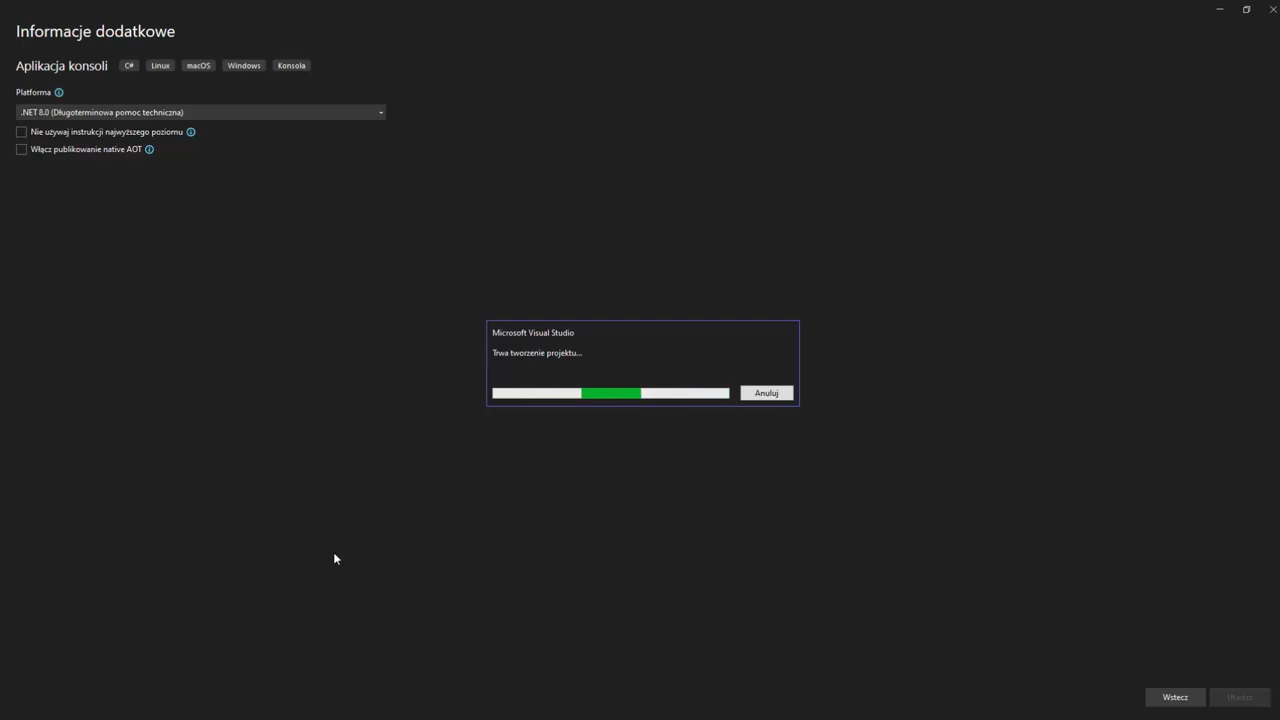 Informacje dodatkowe
Aplikacja konsoli C# Linux macOS Windows Konsola
Platforma
.NET 8.0 (Długoterminowa pomoc techniczna)
Nie używaj instrukcji najwyższego poziomu
Włącz publikowanie native AOT
Microsoft Visual Studio
Trwa tworzenie projektu...
Anuluj
Wstecz Utwórz